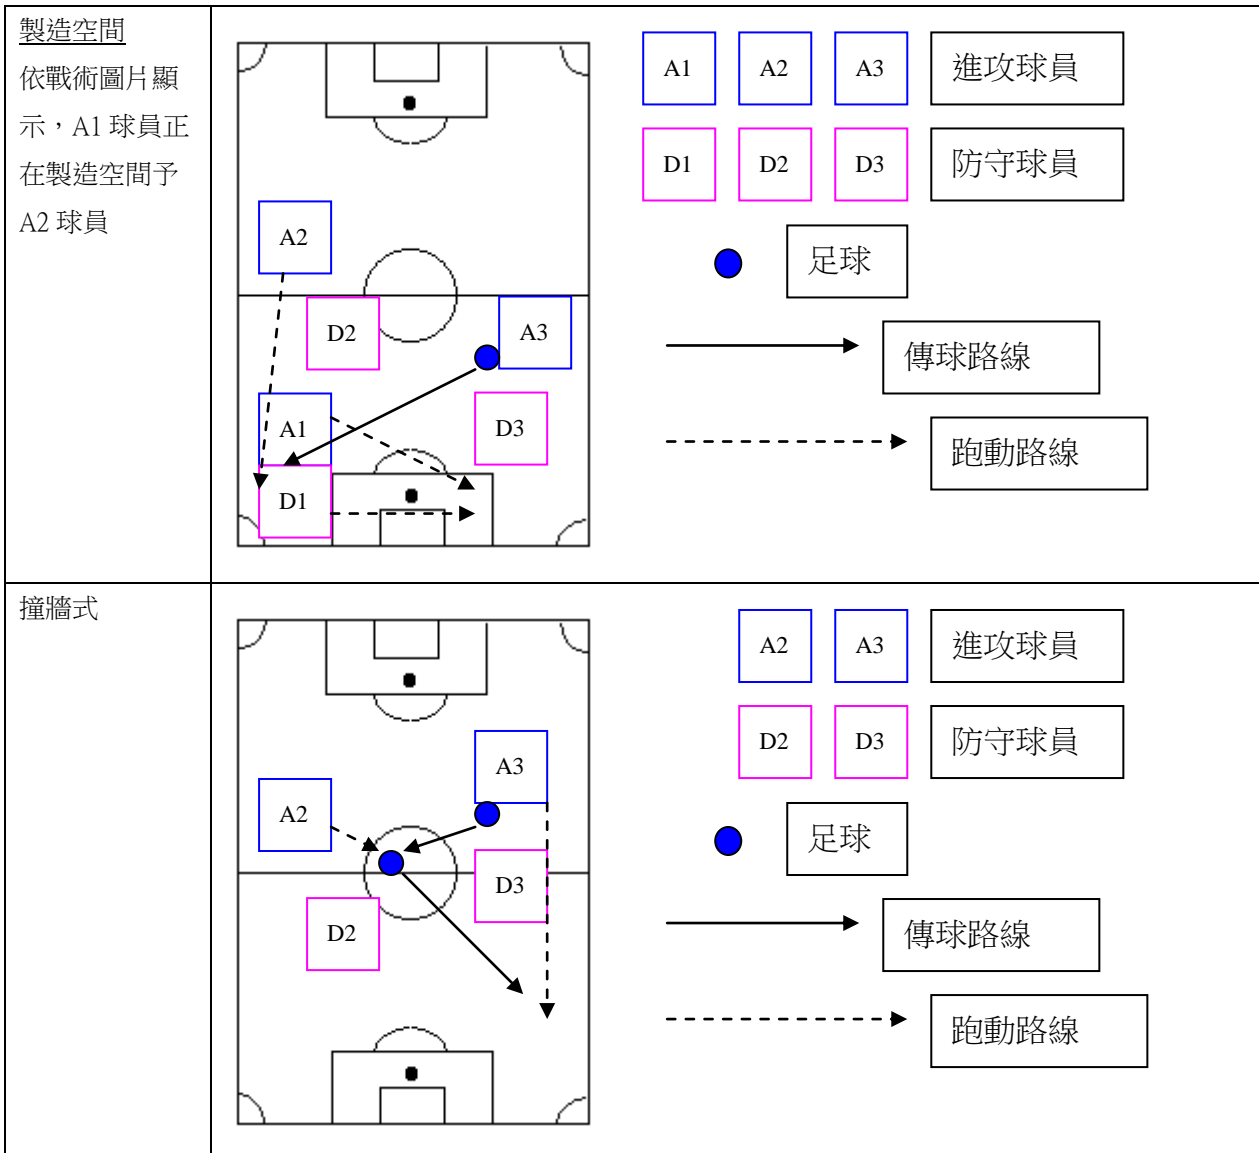 製造空間
依戰術圖片顯
示，A1 球員正
在製造空間予
A2 球員
A2
D2
A3
A1
D3
D1
A1 A2 A3 進攻球員
D1 D2 D3 防守球員
足球
傳球路線
跑動路線
撞牆式
A3
A2
D3
D2
A2 A3 進攻球員
D2 D3 防守球員
足球
傳球路線
跑動路線